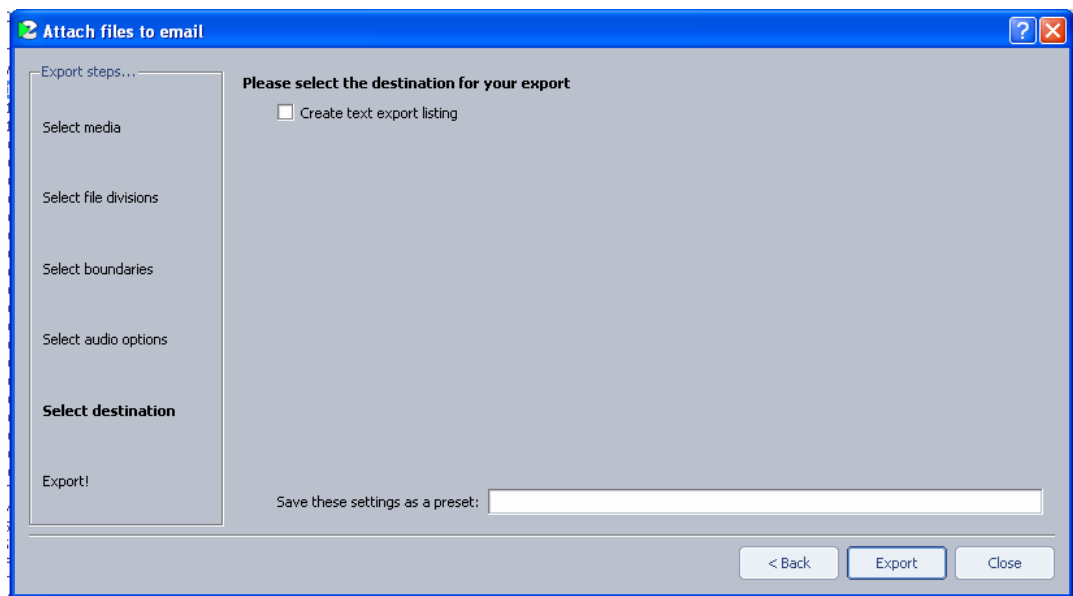 Attach files to email
Export steps...
Select media
Select file divisions
Select boundaries
Select audio options
Select destination
Export!
Please select the destination for your export
Create text export listing
Save these settings as a preset:
< Back
Export
Close